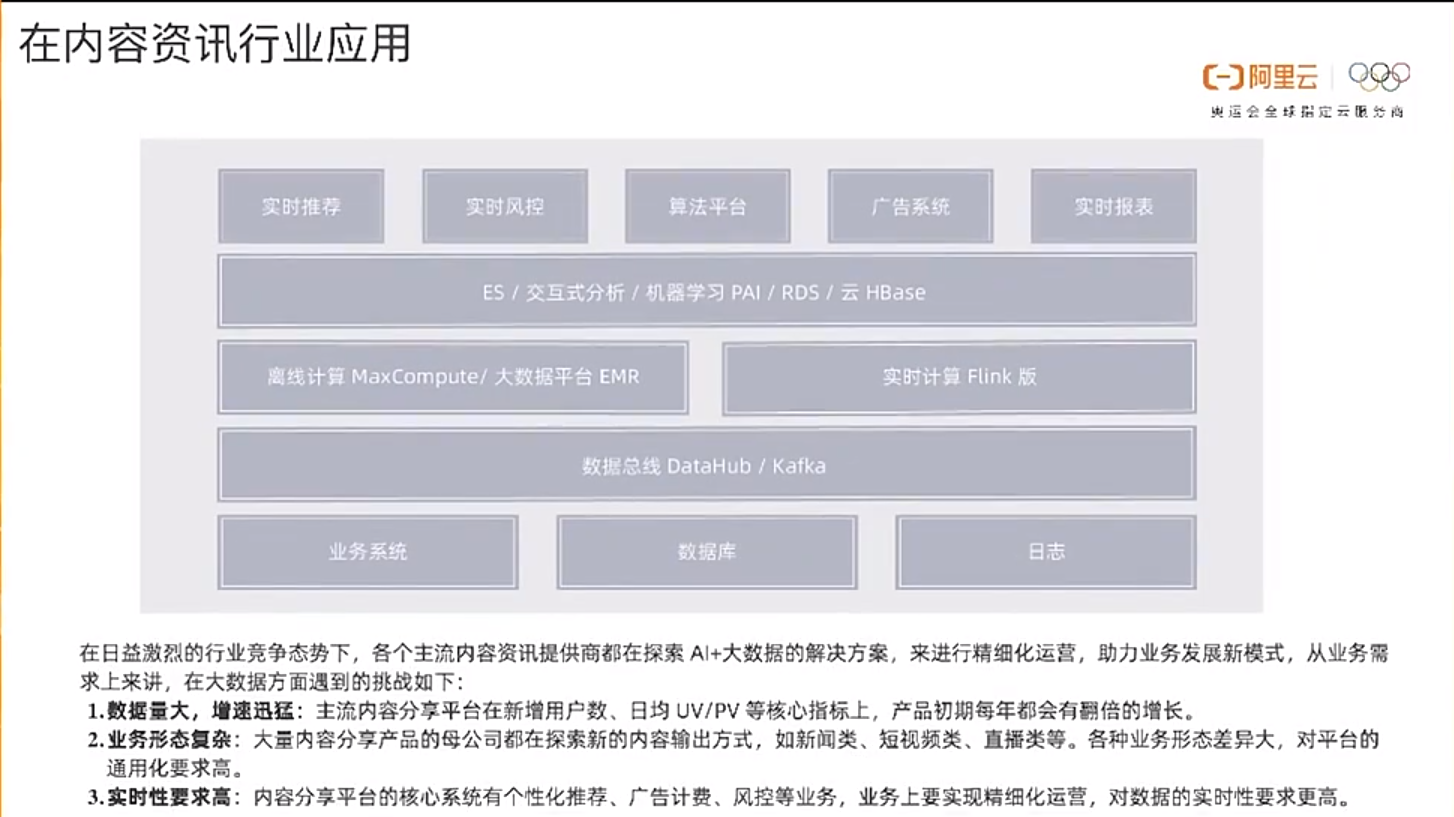 在内容资讯行业应用
阿里云
奥运会全球指定云服务商
实时推荐 实时风控 算法平台 广告系统 实时报表
ES / 交互式分析 / 机器学习 PAI / RDS / 云 HBase
离线计算 MaxCompute/ 大数据平台 EMR 实时计算 Flink 版
数据总线 DataHub / Kafka
业务系统 数据库 日志
在日益激烈的行业竞争态势下，各个主流内容资讯提供商都在探索 AI+大数据的解决方案，来进行精细化运营，助力业务发展新模式，从业务需
求上来讲，在大数据方面遇到的挑战如下：
1.数据量大，增速迅猛：主流内容分享平台在新增用户数、日均 UV/PV 等核心指标上，产品初期每年都会有翻倍的增长。
2.业务形态复杂：大量内容分享产品的母公司都在探索新的内容输出方式，如新闻类、短视频类、直播类等。各种业务形态差异大，对平台的
通用化要求高。
3.实时性要求高：内容分享平台的核心系统有个性化推荐、广告计费、风控等业务，业务上要实现精细化运营，对数据的实时性要求更高。